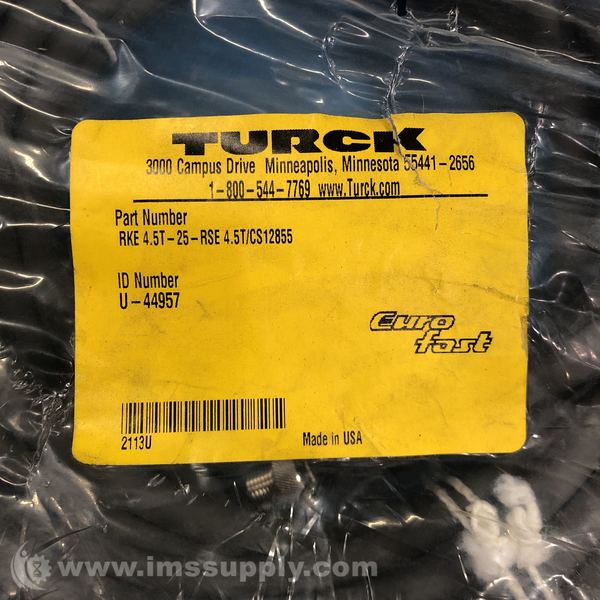 TURCK
3000 Campus Drive Minneapolis, Minnesota 55441-2656
1-800-544-7769 www.Turck.com
Part Number
RKE 4.5T-25-RSE 4.5T/CS12855
ID Number
U-44957
Euro
fast
2113U
Made in USA
www.imssupply.com